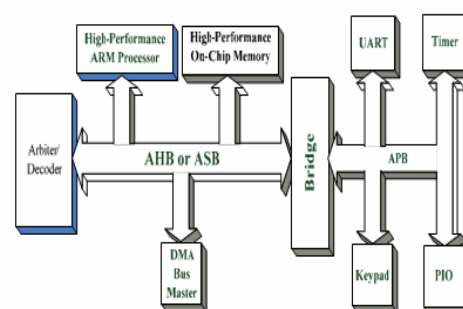 High-Performance
ARM Processor
High-Performance
On-Chip Memory
UART
Timer
Arbiter/
Decoder
AHB or ASB
Bridge
APB
DMA
Bus
Master
Keypad
PIO